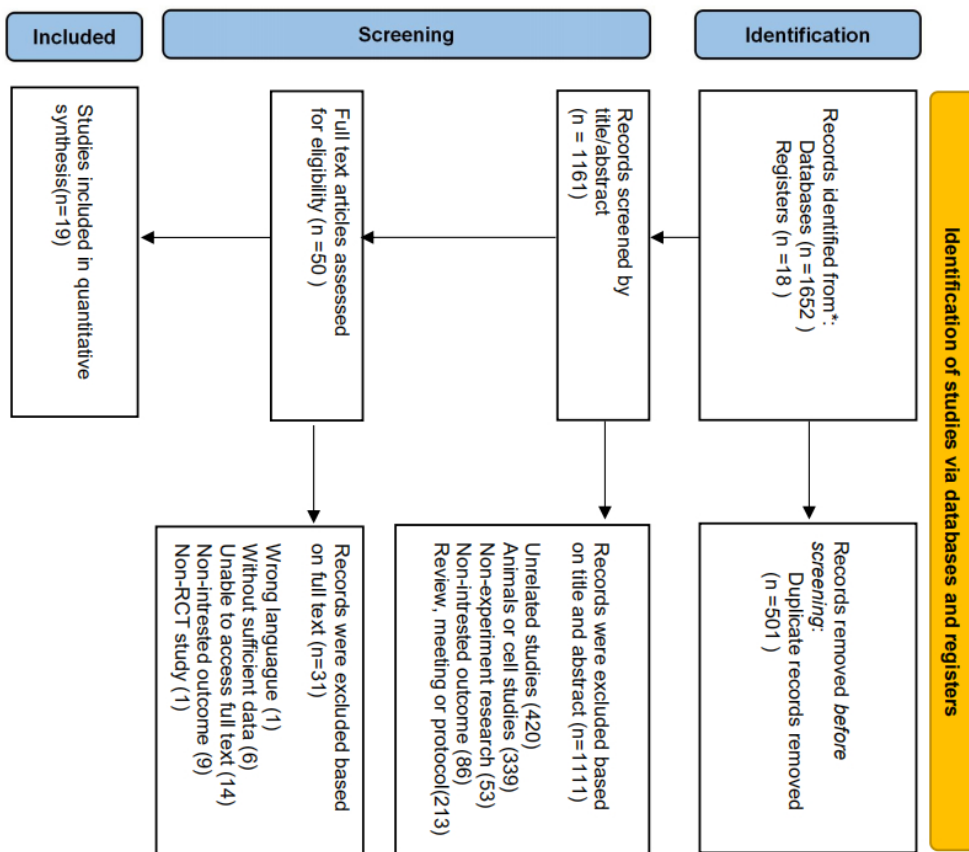 Identification of studies via databases and registers
Identification
Records identified from*:
Databases (n =1652 )
Registers (n =18 )
Records removed before
screening:
Duplicate records removed
(n =501 )
Screening
Records screened by
title/abstract
(n = 1161)
Records were excluded based
on title and abstract (n=1111)
Unrelated studies (420)
Animals or cell studies (339)
Non-experiment research (53)
Non-intrested outcome (86)
Review, meeting or protocol(213)
Full text articles assessed
for eligibility (n =50 )
Records were excluded based
on full text (n=31)
Wrong languague (1)
Without sufficient data (6)
Unable to access full text (14)
Non-intrested outcome (9)
Non-RCT study (1)
Included
Studies included in quantitative
synthesis(n=19)